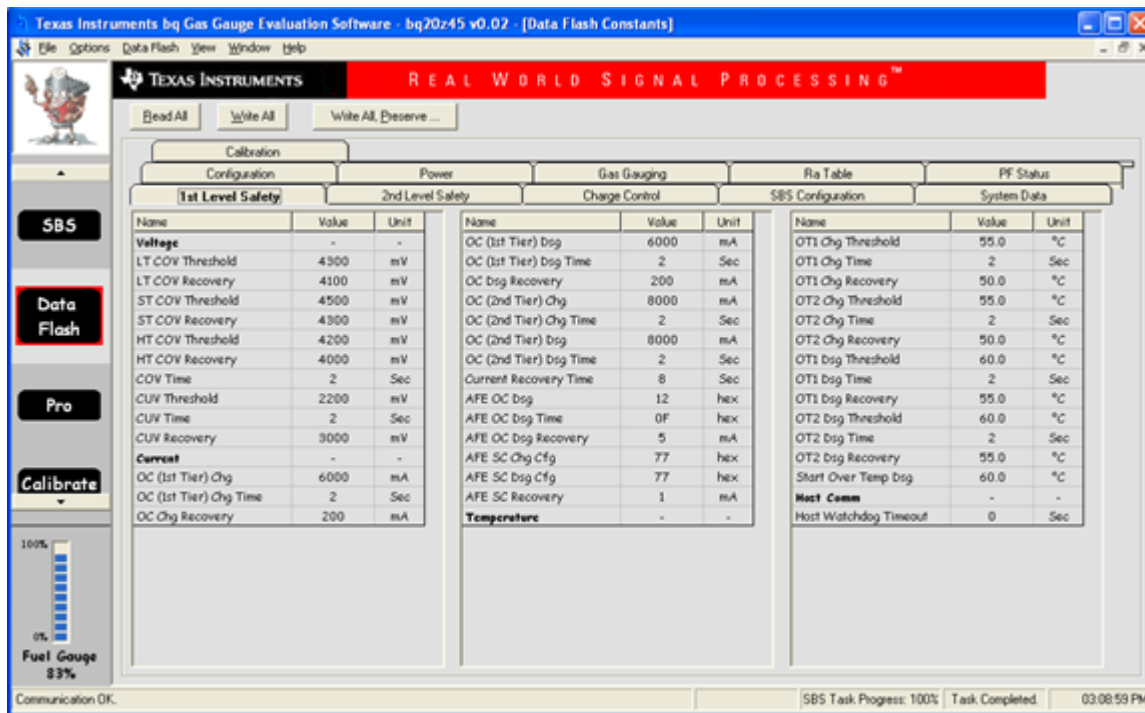 Texas Instruments bq Gas Gauge Evaluation Software - bq20z45 v0.02 - [Data Flash Constants]
File Options Data Flash View Window Help
TEXAS INSTRUMENTS REAL WORLD SIGNAL PROCESSING™
Read All Write All Write All, Preserve ...
Calibration
Configuration Power Gas Gauging Ra Table PF Status
1st Level Safety 2nd Level Safety Charge Control SBS Configuration System Data
SBS
Data
Flash
Pro
Calibrate
100%
0%
Fuel Gauge
83%
Name Value Unit
Voltage - -
LT COV Threshold 4300 mV
LT COV Recovery 4100 mV
ST COV Threshold 4500 mV
ST COV Recovery 4300 mV
HT COV Threshold 4200 mV
HT COV Recovery 4000 mV
COV Time 2 Sec
CUV Threshold 2200 mV
CUV Time 2 Sec
CUV Recovery 3000 mV
Current - -
OC (1st Tier) Chg 6000 mA
OC (1st Tier) Chg Time 2 Sec
OC Chg Recovery 200 mA
Name Value Unit
OC (1st Tier) Dsg 6000 mA
OC (1st Tier) Dsg Time 2 Sec
OC Dsg Recovery 200 mA
OC (2nd Tier) Chg 8000 mA
OC (2nd Tier) Chg Time 2 Sec
OC (2nd Tier) Dsg 8000 mA
OC (2nd Tier) Dsg Time 2 Sec
Current Recovery Time 8 Sec
AFE OC Dsg 12 hex
AFE OC Dsg Time 0F hex
AFE OC Dsg Recovery 5 mA
AFE SC Chg Cfg 77 hex
AFE SC Dsg Cfg 77 hex
AFE SC Recovery 1 mA
Temperature - -
Name Value Unit
OT1 Chg Threshold 55.0 °C
OT1 Chg Time 2 Sec
OT1 Chg Recovery 50.0 °C
OT2 Chg Threshold 55.0 °C
OT2 Chg Time 2 Sec
OT2 Chg Recovery 50.0 °C
OT1 Dsg Threshold 60.0 °C
OT1 Dsg Time 2 Sec
OT1 Dsg Recovery 55.0 °C
OT2 Dsg Threshold 60.0 °C
OT2 Dsg Time 2 Sec
OT2 Dsg Recovery 55.0 °C
Start Over Temp Dsg 60.0 °C
Host Comm - -
Host Watchdog Timeout 0 Sec
Communication OK. SBS Task Progress: 100% Task Completed. 03:08:59 PM